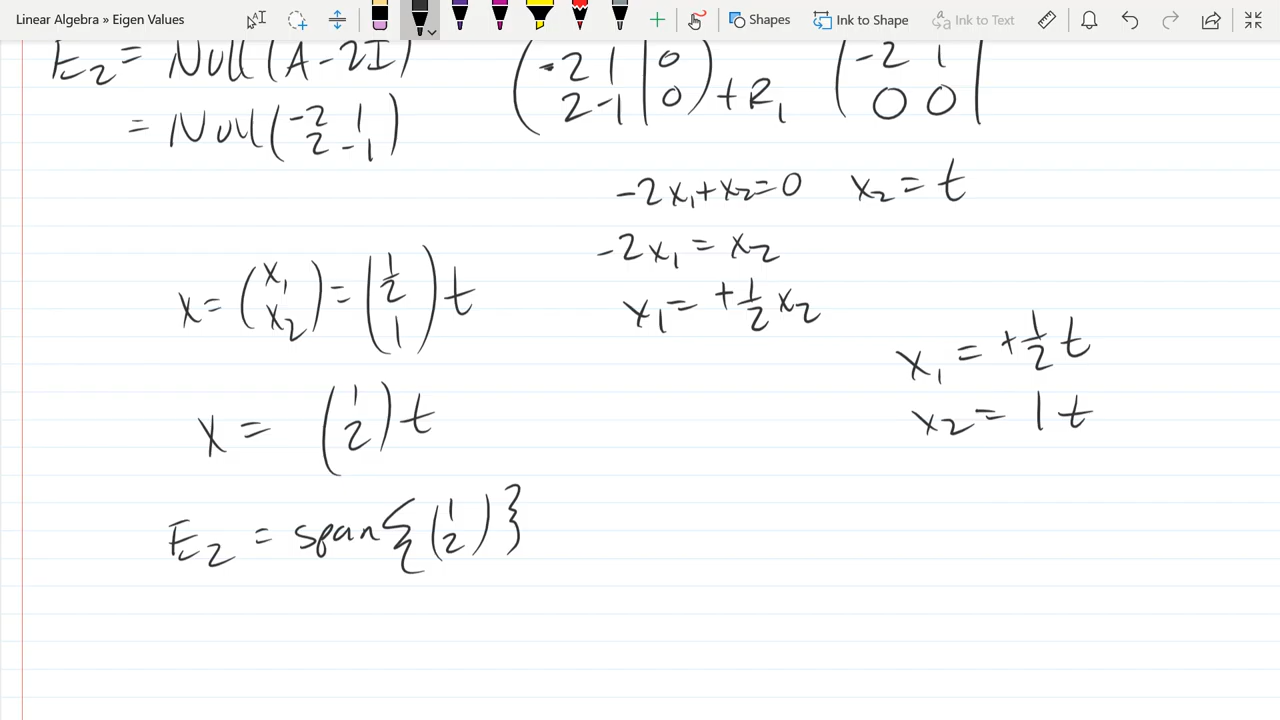 Linear Algebra » Eigen Values
Shapes
Ink to Shape
Ink to Text
E2 = Null(A-2I)
= Null(-2 1
2 -1)
(-2 1 | 0
2 -1 | 0) + R1
(-2 1
0 0 |
-2x1+x2=0
x2 = t
-2x1 = x2
x1 = +1/2 x2
x = (x1
x2) = (1/2
1) t
x1 = +1/2 t
x2 = 1t
x = (1
2) t
E2 = span{(1
2)}